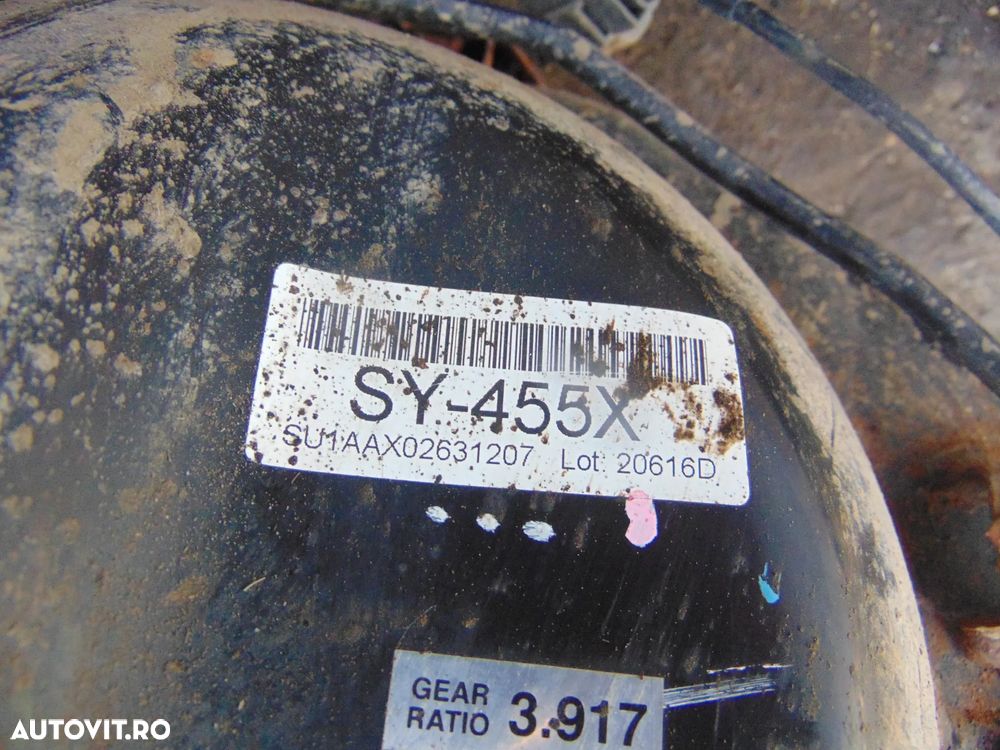 SY-455X
SU1AAX02631207 Lot: 20616D
GEAR RATIO 3.917
AUTOVIT.RO